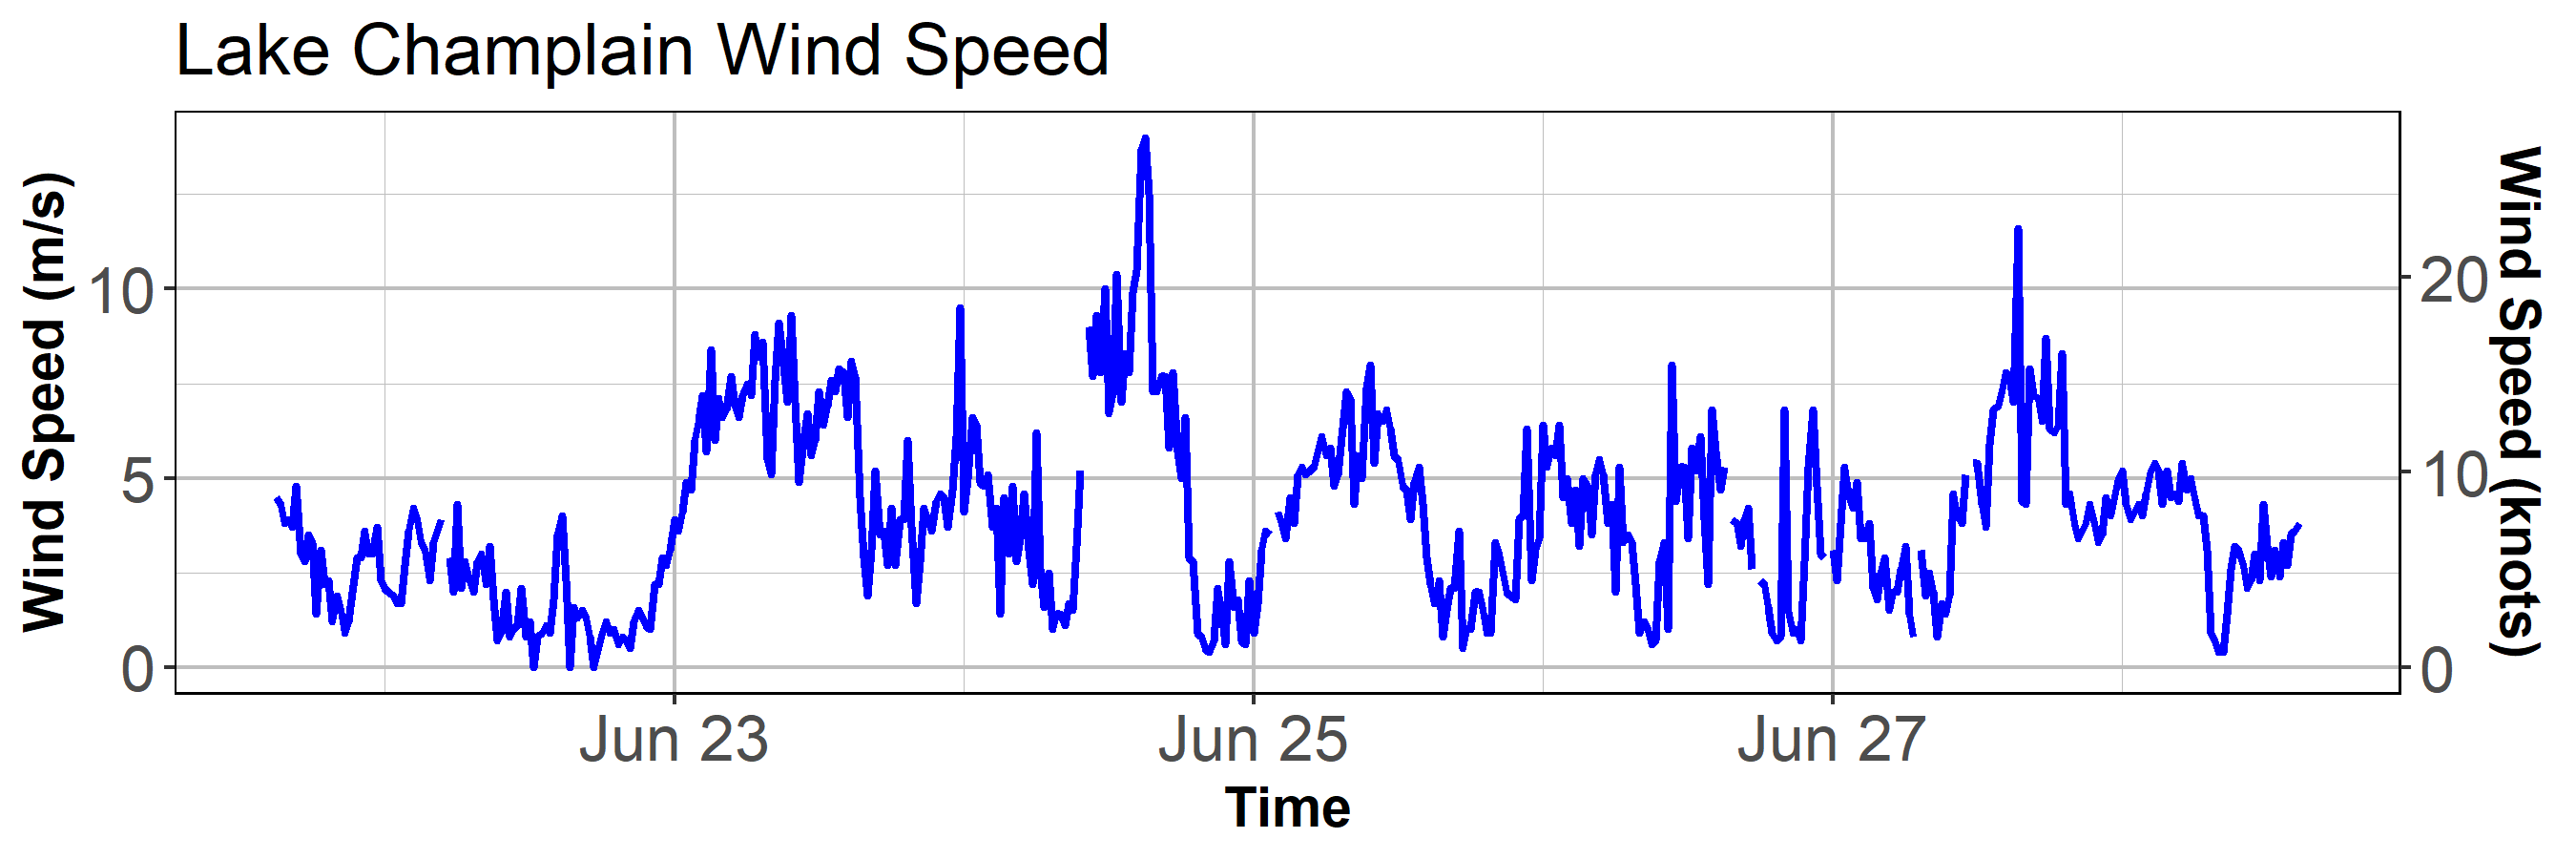 Lake Champlain Wind Speed
Wind Speed (m/s)
10
5
0
20
10
0
Wind Speed (knots)
Jun 23 Jun 25 Jun 27
Time